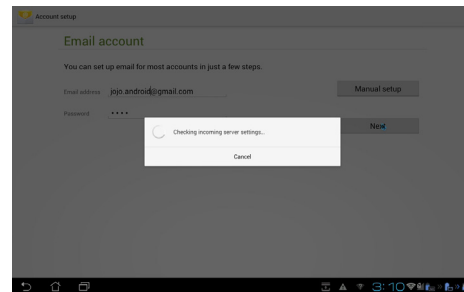 Account setup
Email account
You can set up email for most accounts in just a few steps.
Email address jojo.android@gmail.com Manual setup
Password ••••
Next
Checking incoming server settings...
Cancel
3:10